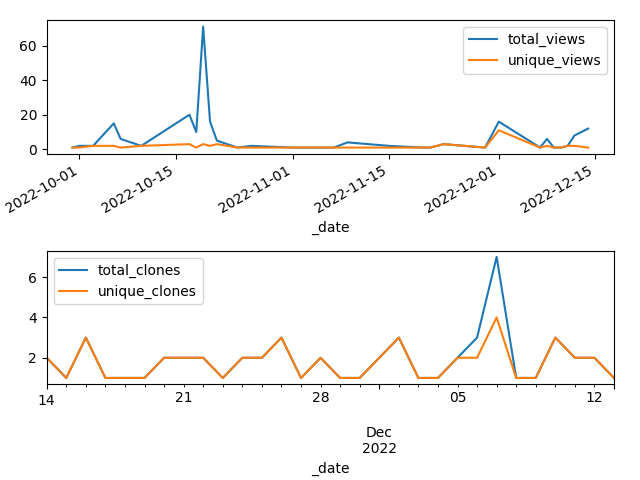 60
40
20
0
total_views
unique_views
2022-10-01
2022-10-15
2022-11-01
2022-11-15
2022-12-01
2022-12-15
_date
6
4
2
total_clones
unique_clones
14
21
28
05
12
Dec
2022
_date